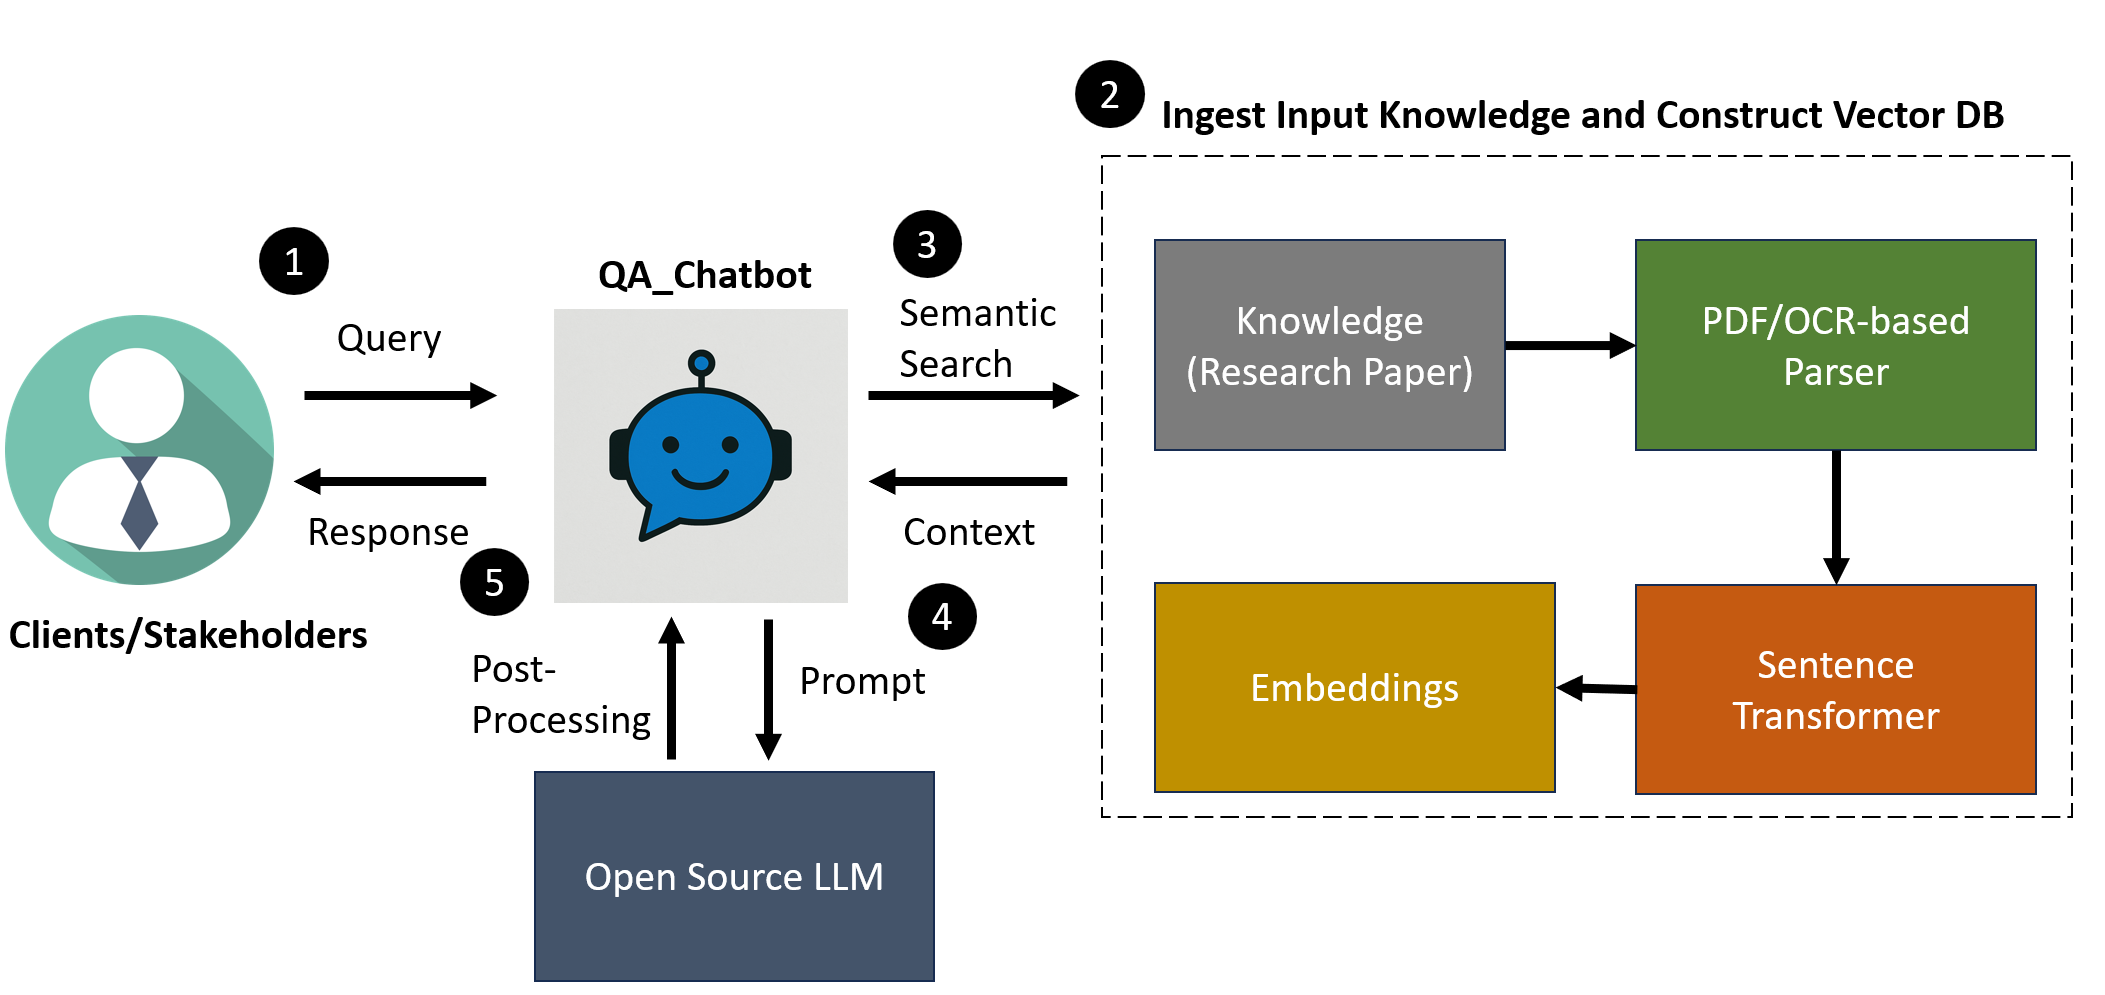 2
Ingest Input Knowledge and Construct Vector DB
1
Query
Response
Clients/Stakeholders
QA_Chatbot
3
Semantic
Search
Context
4
Prompt
5
Post-
Processing
Open Source LLM
Knowledge
(Research Paper)
PDF/OCR-based
Parser
Sentence
Transformer
Embeddings